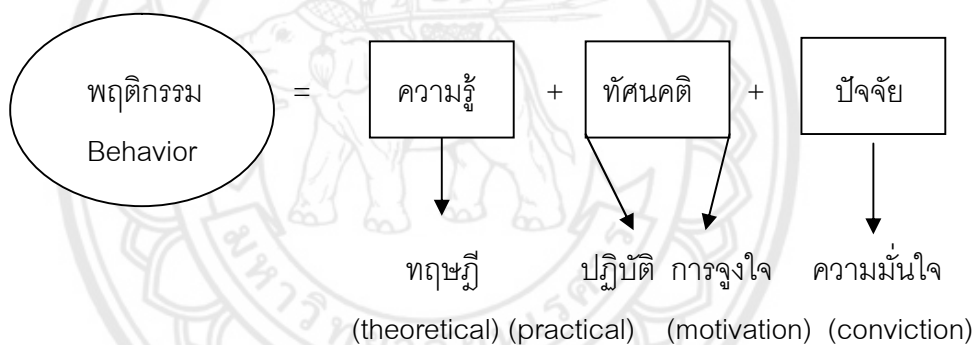 พฤติกรรม = ความรู้ + ทัศนคติ + ปัจจัย
Behavior
ทฤษฎี ปฏิบัติ การจูงใจ ความมั่นใจ
(theoretical) (practical) (motivation) (conviction)